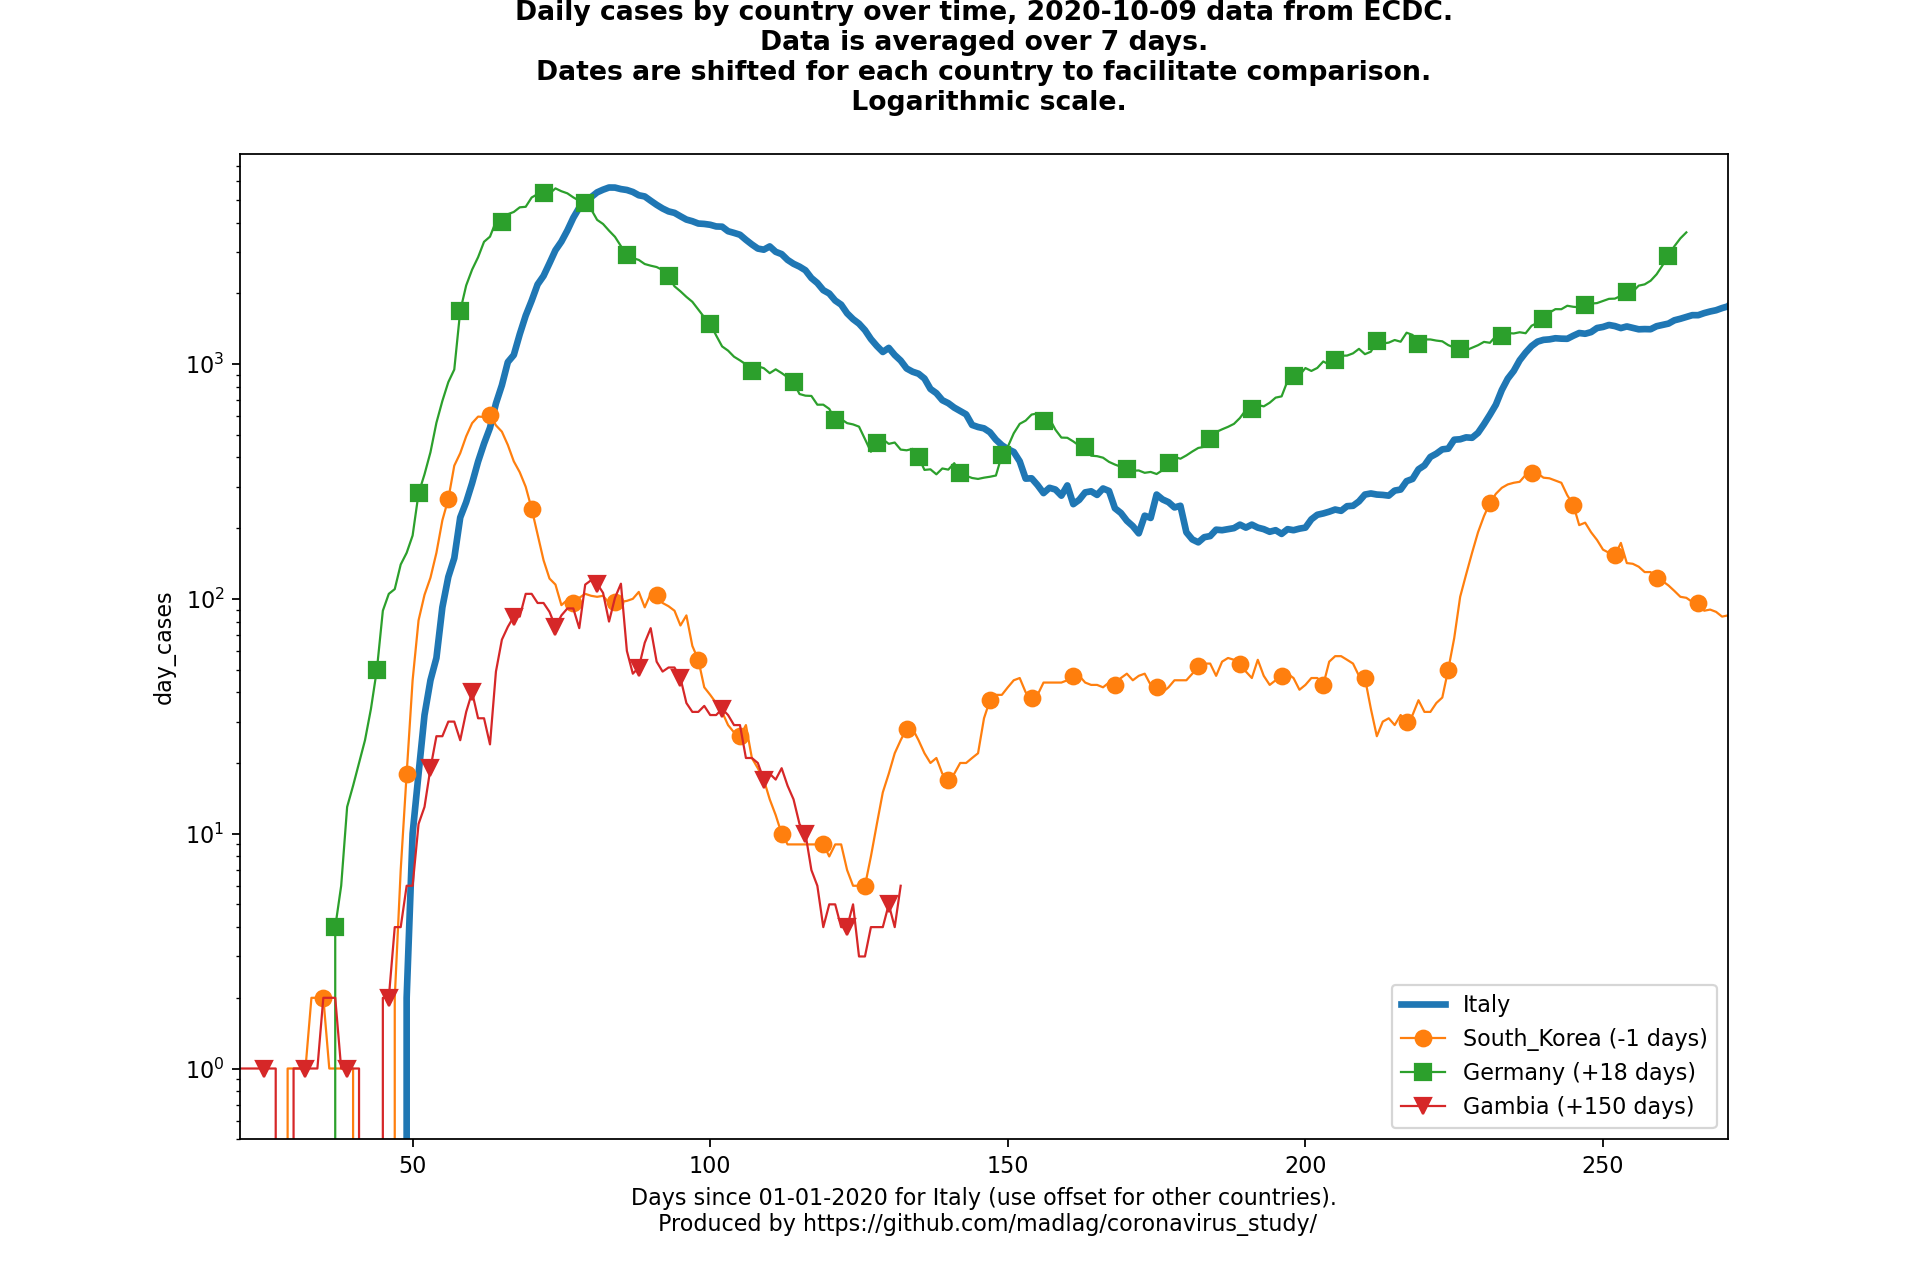 Daily cases by country over time, 2020-10-09 data from ECDC.
Data is averaged over 7 days.
Dates are shifted for each country to facilitate comparison.
Logarithmic scale.
10³
10²
10¹
10⁰
day_cases
Italy
South_Korea (-1 days)
Germany (+18 days)
Gambia (+150 days)
50 100 150 200 250
Days since 01-01-2020 for Italy (use offset for other countries).
Produced by https://github.com/madlag/coronavirus_study/